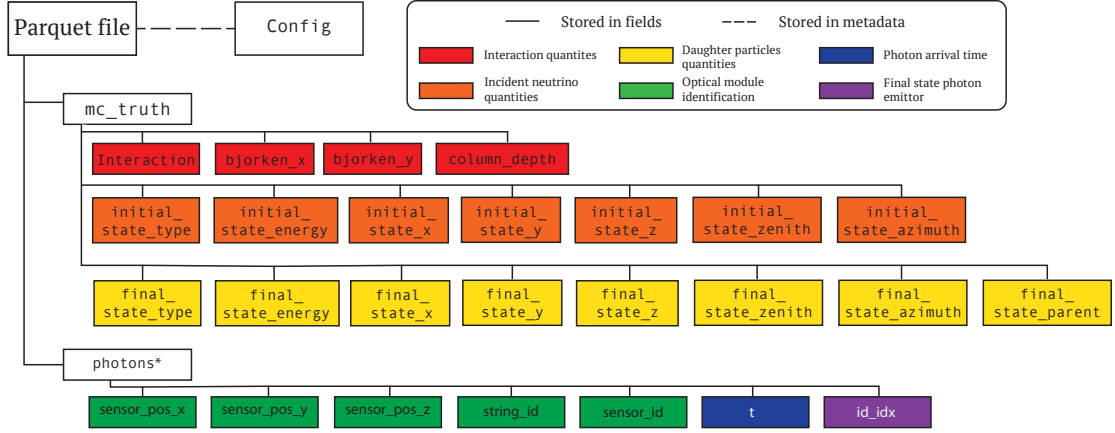 Parquet file
Config
Stored in fields
Stored in metadata
Interaction quantites
Daughter particles
quantities
Photon arrival time
Incident neutrino
quantities
Optical module
identification
Final state photon
emittor
mc_truth
Interaction
bjorken_x
bjorken_y
column_depth
initial_
state_type
initial_
state_energy
initial_
state_x
initial_
state_y
initial_
state_z
initial_
state_zenith
initial_
state_azimuth
final_
state_type
final_
state_energy
final_
state_x
final_
state_y
final_
state_z
final_
state_zenith
final_
state_azimuth
final_
state_parent
photons*
sensor_pos_x
sensor_pos_y
sensor_pos_z
string_id
sensor_id
t
id_idx